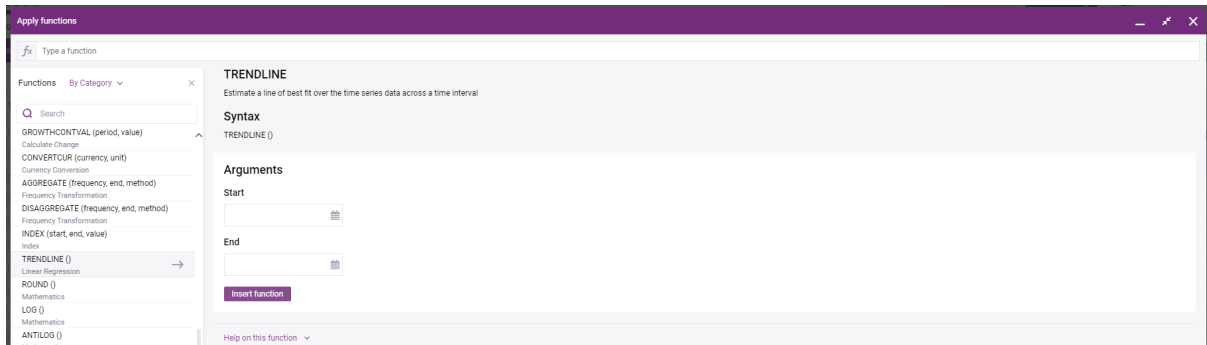 Apply functions
fx Type a function
Functions By Category
Search
GROWTHCONTVAL (period, value)
Calculate Change
CONVERTCUR (currency, unit)
Currency Conversion
AGGREGATE (frequency, end, method)
Frequency Transformation
DISAGGREGATE (frequency, end, method)
Frequency Transformation
INDEX (start, end, value)
Index
TRENDLINE ()
Linear Regression
ROUND ()
Mathematics
LOG ()
Mathematics
ANTILOG ()
TRENDLINE
Estimate a line of best fit over the time series data across a time interval
Syntax
TRENDLINE ()
Arguments
Start
End
Insert function
Help on this function